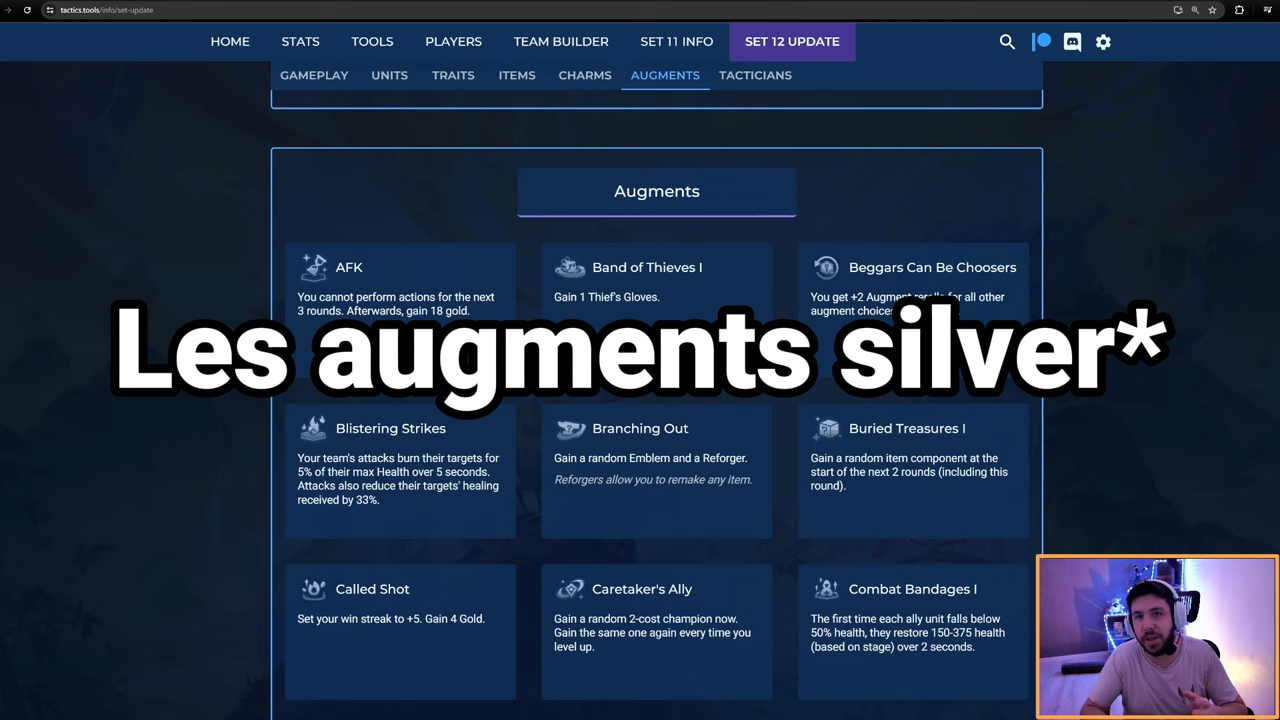 tactics.tools/info/set-update
HOME STATS TOOLS PLAYERS TEAM BUILDER SET 11 INFO SET 12 UPDATE
GAMEPLAY UNITS TRAITS ITEMS CHARMS AUGMENTS TACTICIANS
Augments
AFK
You cannot perform actions for the next
3 rounds. Afterwards, gain 18 gold.
Band of Thieves I
Gain 1 Thief's Gloves.
Beggars Can Be Choosers
You get +2 Augment rerolls for all other
augment choices
Les augments silver*
Blistering Strikes
Your team's attacks burn their targets for
5% of their max Health over 5 seconds.
Attacks also reduce their targets' healing
received by 33%.
Branching Out
Gain a random Emblem and a Reforger.
Reforgers allow you to remake any item.
Buried Treasures I
Gain a random item component at the
start of the next 2 rounds (including this
round).
Called Shot
Set your win streak to +5. Gain 4 Gold.
Caretaker's Ally
Gain a random 2-cost champion now.
Gain the same one again every time you
level up.
Combat Bandages I
The first time each ally unit falls below
50% health, they restore 150-375 health
(based on stage) over 2 seconds.